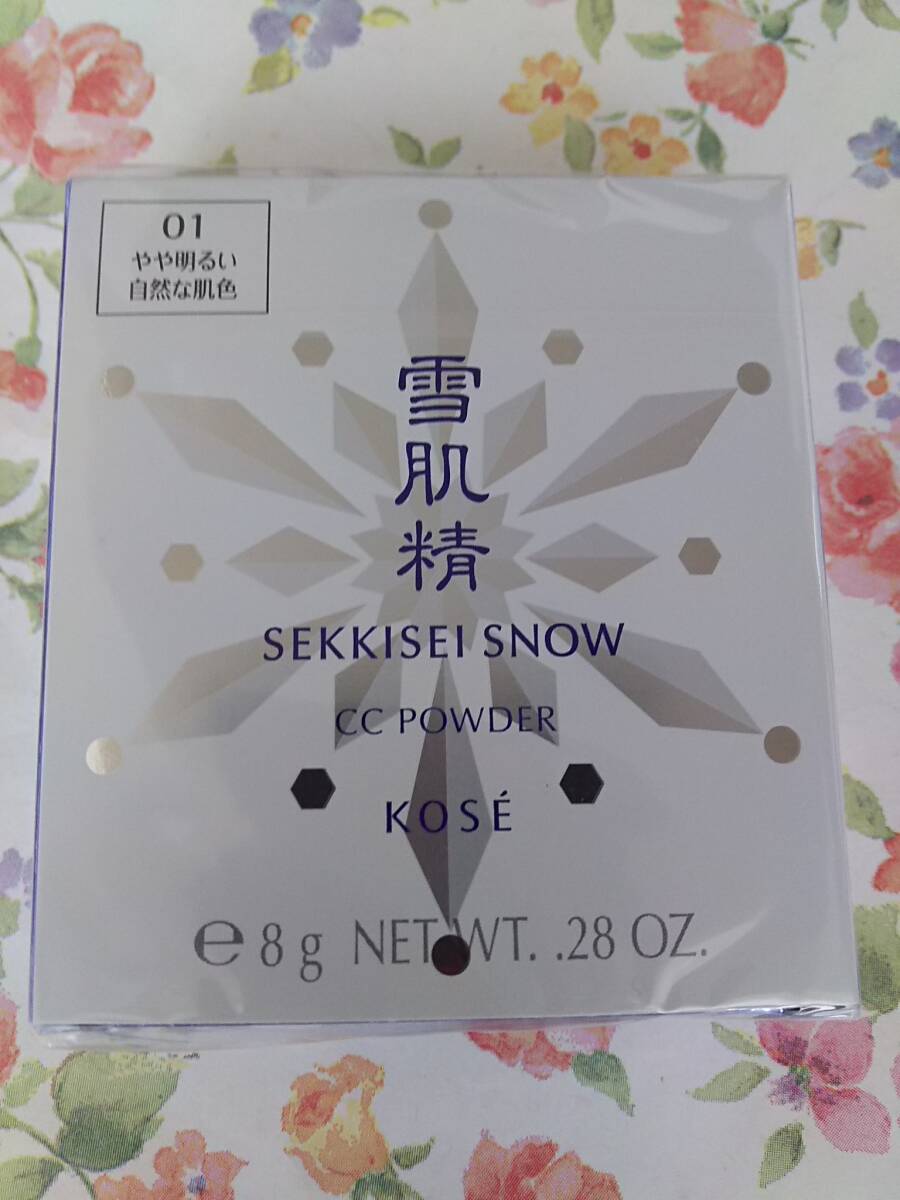 01
やや明るい
自然な肌色
雪肌精
SEKKISEI SNOW
CC POWDER
KOSÉ
℮ 8 g NET WT. .28 OZ.